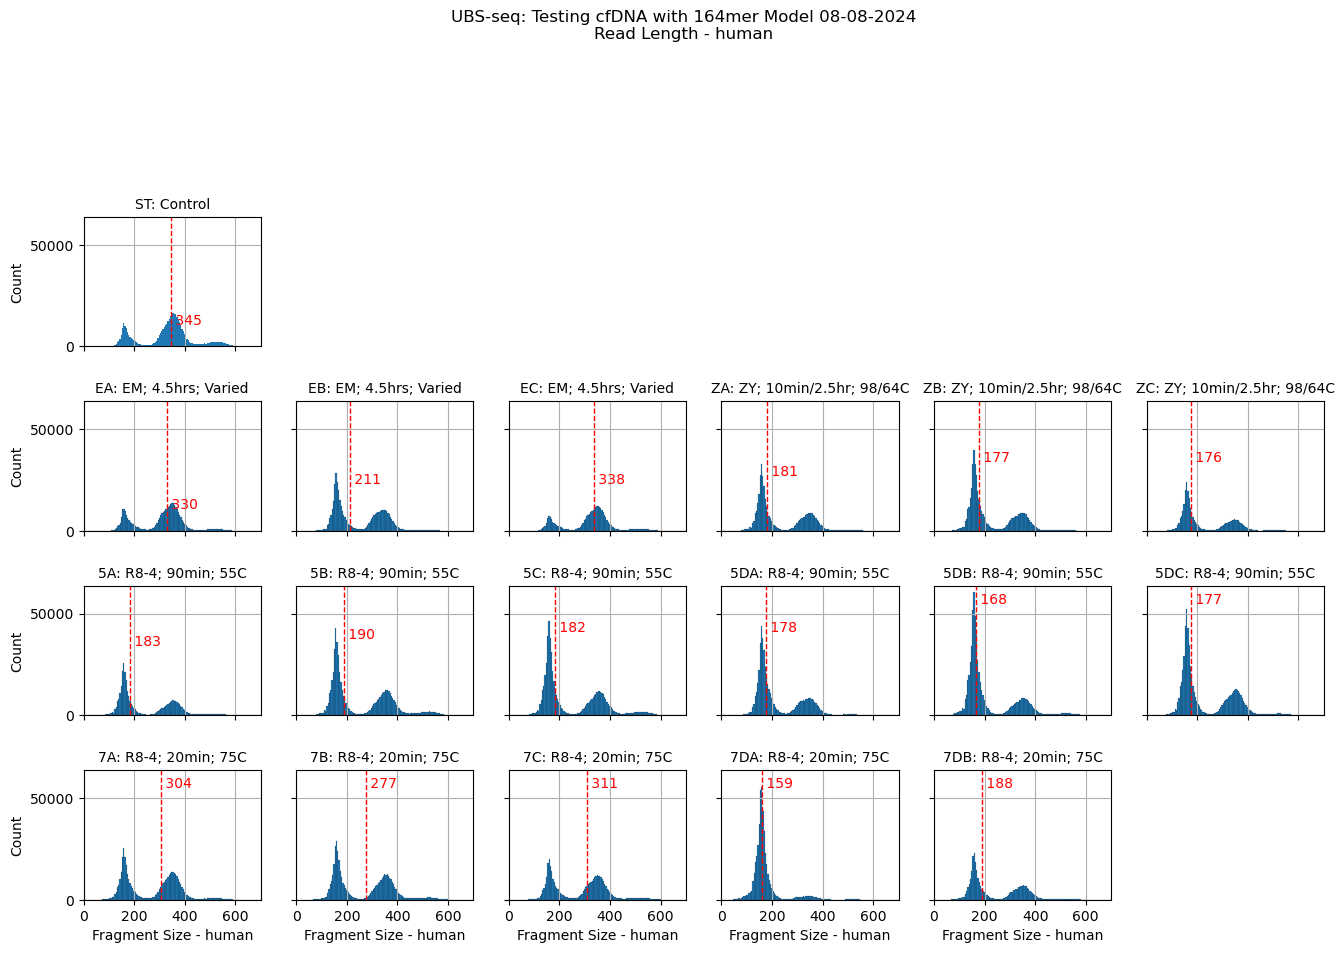 UBS-seq: Testing cfDNA with 164mer Model 08-08-2024
Read Length - human
ST: Control
50000
Count
345
0
EA: EM; 4.5hrs; Varied
EB: EM; 4.5hrs; Varied
EC: EM; 4.5hrs; Varied
ZA: ZY; 10min/2.5hr; 98/64C
ZB: ZY; 10min/2.5hr; 98/64C
ZC: ZY; 10min/2.5hr; 98/64C
50000
Count
330
211
338
181
177
176
0
5A: R8-4; 90min; 55C
5B: R8-4; 90min; 55C
5C: R8-4; 90min; 55C
5DA: R8-4; 90min; 55C
5DB: R8-4; 90min; 55C
5DC: R8-4; 90min; 55C
50000
Count
183
190
182
178
168
177
0
7A: R8-4; 20min; 75C
7B: R8-4; 20min; 75C
7C: R8-4; 20min; 75C
7DA: R8-4; 20min; 75C
7DB: R8-4; 20min; 75C
50000
Count
304
277
311
159
188
0
0 200 400 600
0 200 400 600
0 200 400 600
0 200 400 600
0 200 400 600
Fragment Size - human
Fragment Size - human
Fragment Size - human
Fragment Size - human
Fragment Size - human